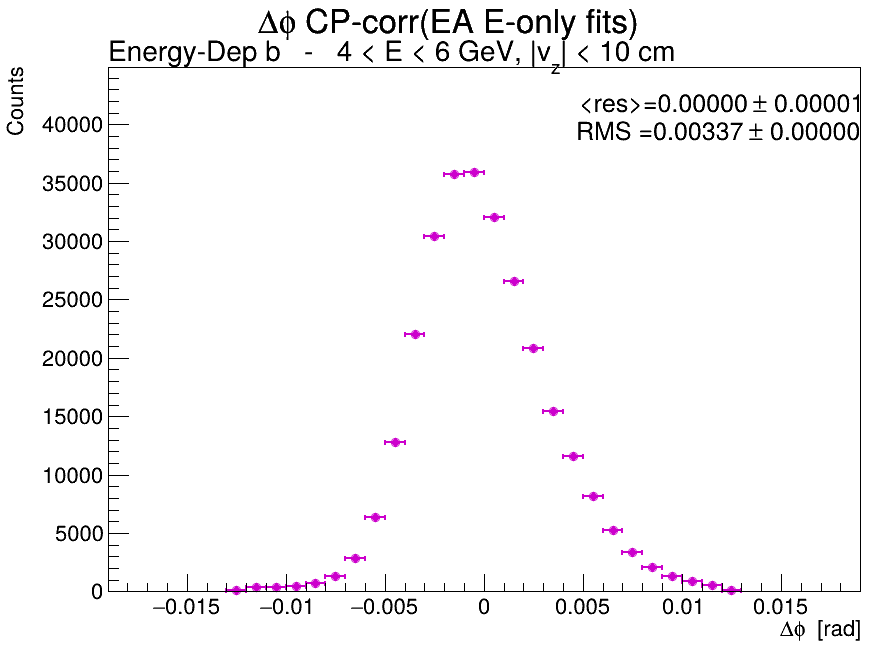 Δϕ CP-corr(EA E-only fits)
Energy-Dep b - 4 < E < 6 GeV, |v_z| < 10 cm
<res>=0.00000 ± 0.00001
RMS =0.00337 ± 0.00000
Counts
40000
35000
30000
25000
20000
15000
10000
5000
0
−0.015 −0.01 −0.005 0 0.005 0.01 0.015
Δϕ [rad]